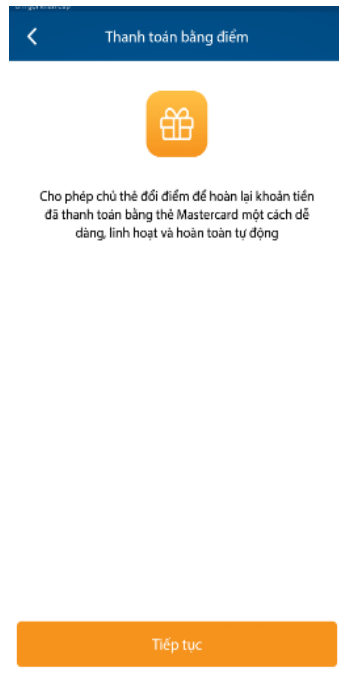 Thanh toán bằng điểm
Cho phép chủ thẻ đổi điểm để hoàn lại khoản tiền
đã thanh toán bằng thẻ Mastercard một cách dễ
dàng, linh hoạt và hoàn toàn tự động
Tiếp tục